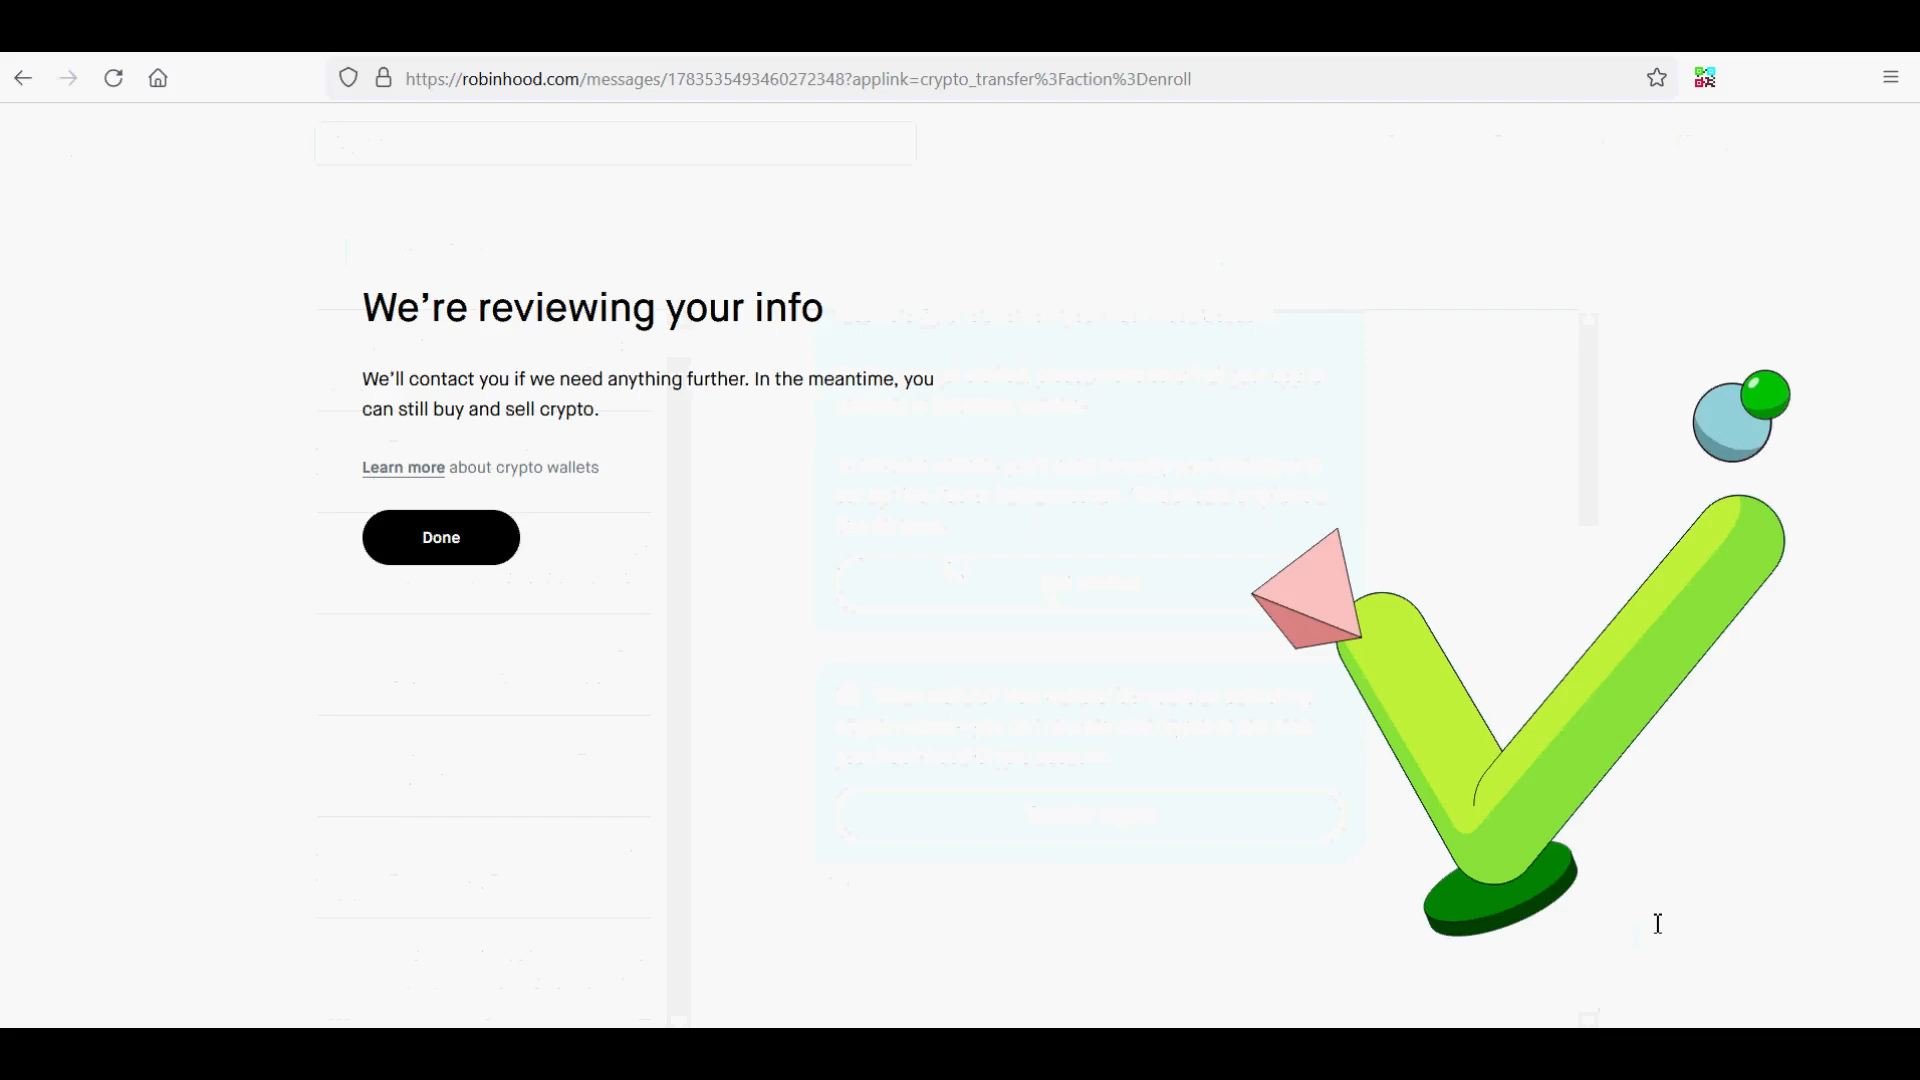 https://robinhood.com/messages/1783535493460272348?applink=crypto_transfer%3Faction%3Denroll
We’re reviewing your info
We’ll contact you if we need anything further. In the meantime, you
can still buy and sell crypto.
Learn more about crypto wallets
Done